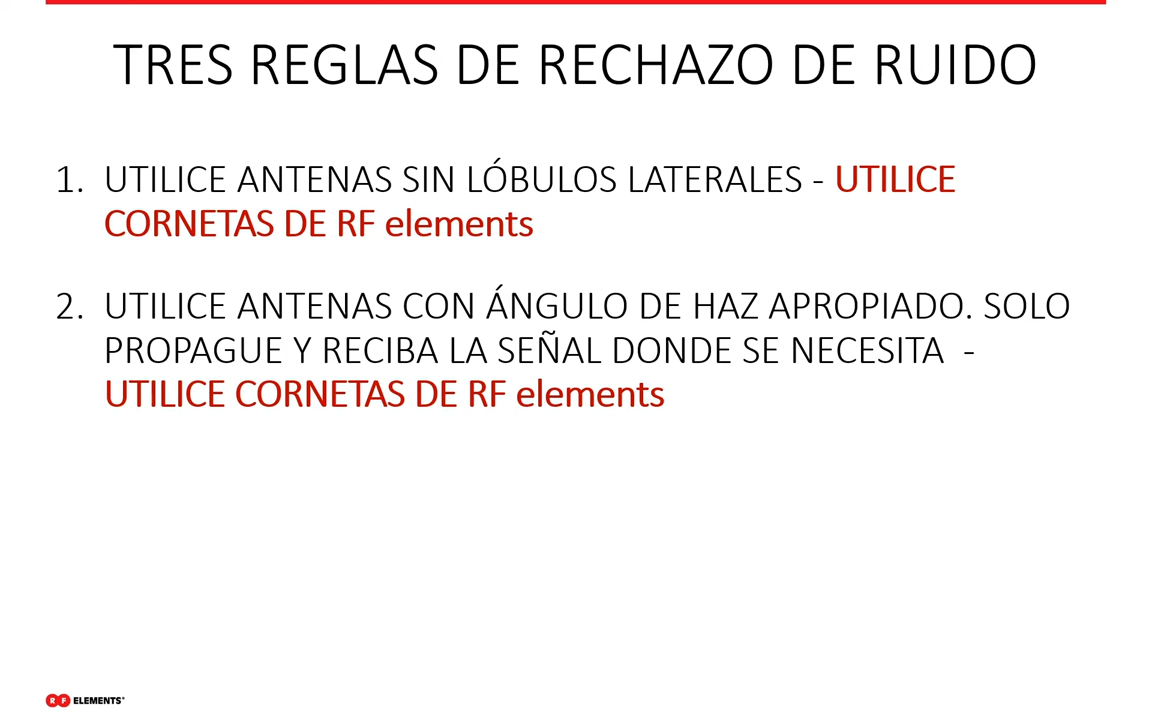 TRES REGLAS DE RECHAZO DE RUIDO
1. UTILICE ANTENAS SIN LÓBULOS LATERALES - UTILICE
CORNETAS DE RF elements
2. UTILICE ANTENAS CON ÁNGULO DE HAZ APROPIADO. SOLO
PROPAGUE Y RECIBA LA SEÑAL DONDE SE NECESITA -
UTILICE CORNETAS DE RF elements
RF ELEMENTS®